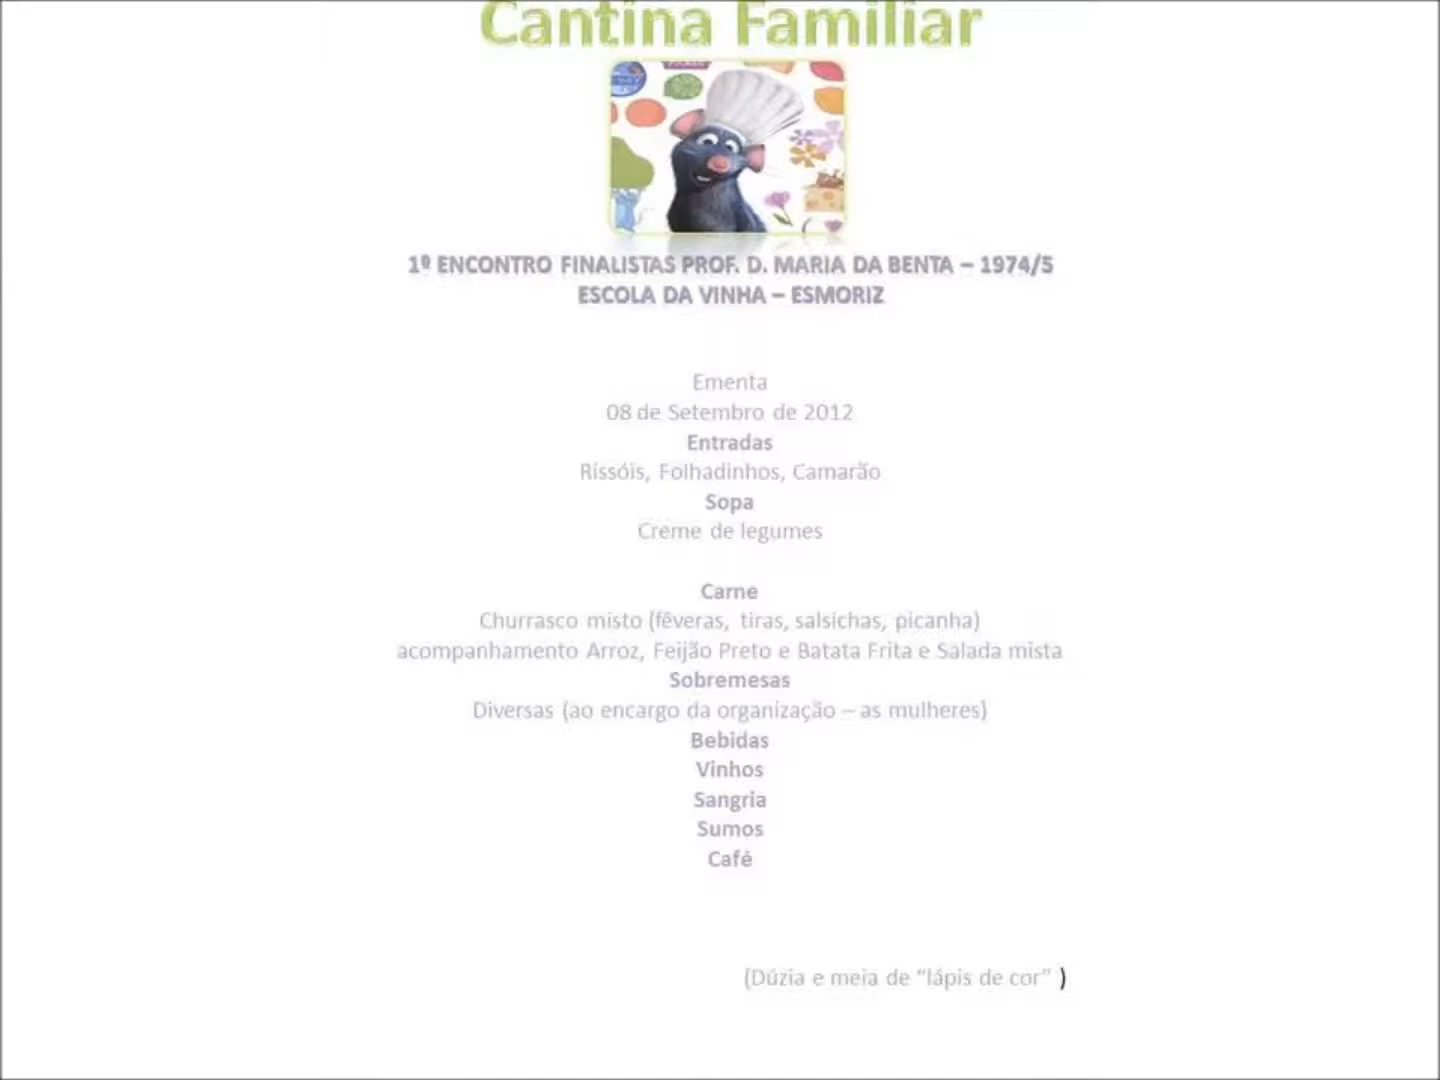 Cantina Familiar
1º ENCONTRO FINALISTAS PROF. D. MARIA DA BENTA – 1974/5
ESCOLA DA VINHA – ESMORIZ
Ementa
08 de Setembro de 2012
Entradas
Rissóis, Folhadinhos, Camarão
Sopa
Creme de legumes
Carne
Churrasco misto (fêveras, tiras, salsichas, picanha)
acompanhamento Arroz, Feijão Preto e Batata Frita e Salada mista
Sobremesas
Diversas (ao encargo da organização – as mulheres)
Bebidas
Vinhos
Sangria
Sumos
Café
(Dúzia e meia de “lápis de cor” )